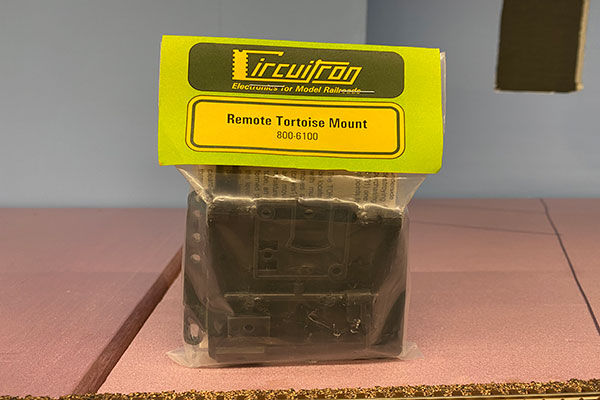 Circuitron
Electronics for Model Railroads
Remote Tortoise Mount
800-6100